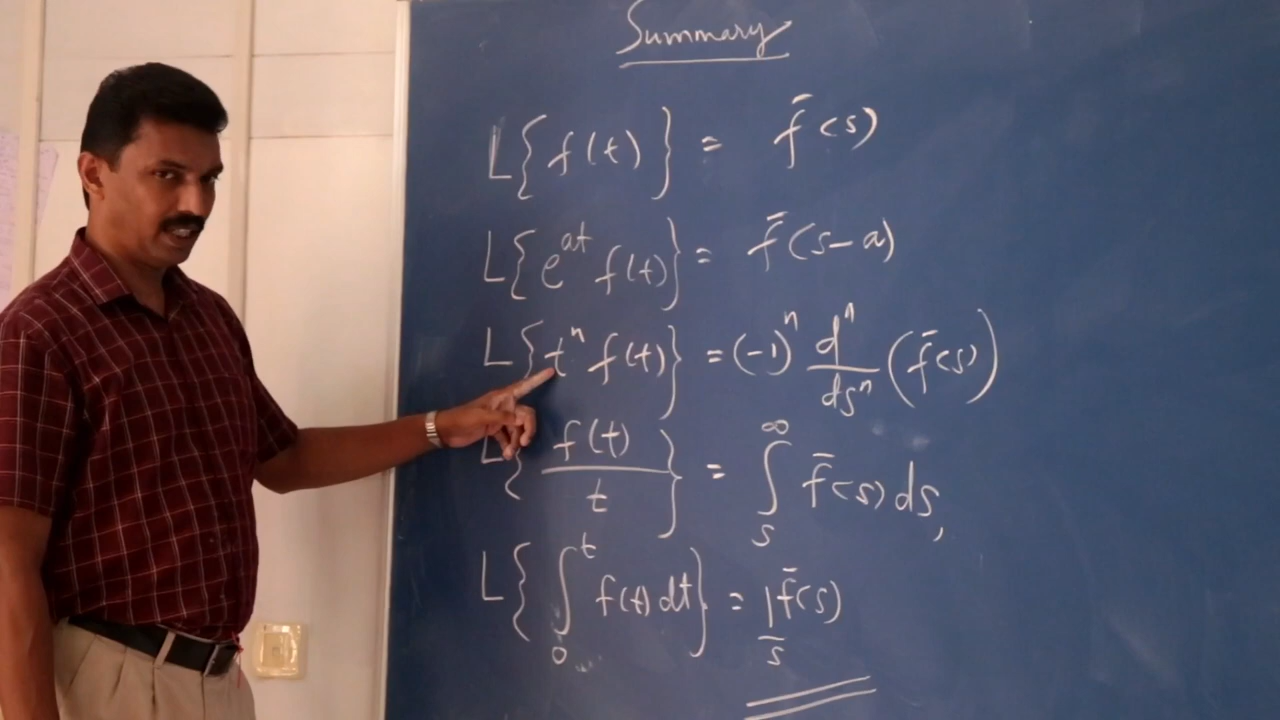 Summary
L{f(t)} = f̄(s)
L{e^{at} f(t)} = f̄(s-a)
L{t^n f(t)} = (-1)^n d^n/ds^n (f̄(s))
L{f(t)/t} = ∫_s^∞ f̄(s) ds,
L{∫_0^t f(t) dt} = 1/s f̄(s)